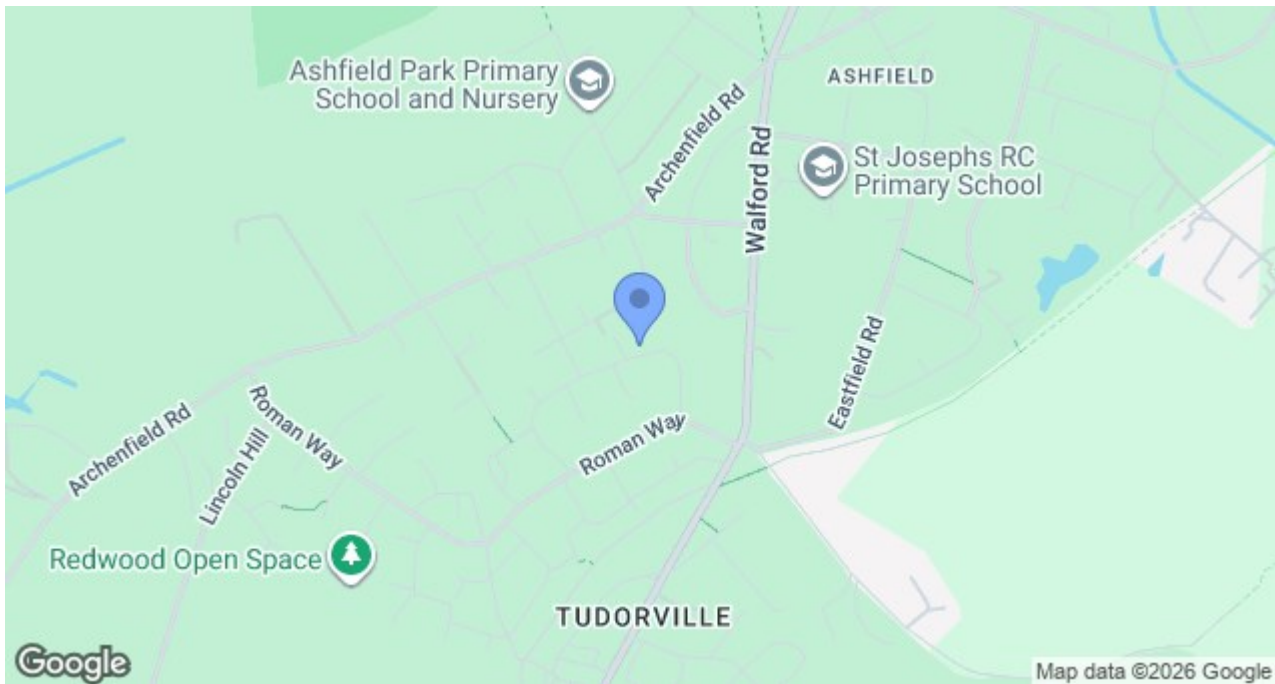 Ashfield Park Primary
School and Nursery
ASHFIELD
Archenfield Rd
Walford Rd
St Josephs RC
Primary School
Eastfield Rd
Archenfield Rd
Roman Way
Lincoln Hill
Roman Way
Redwood Open Space
TUDORVILLE
Google
Map data ©2026 Google